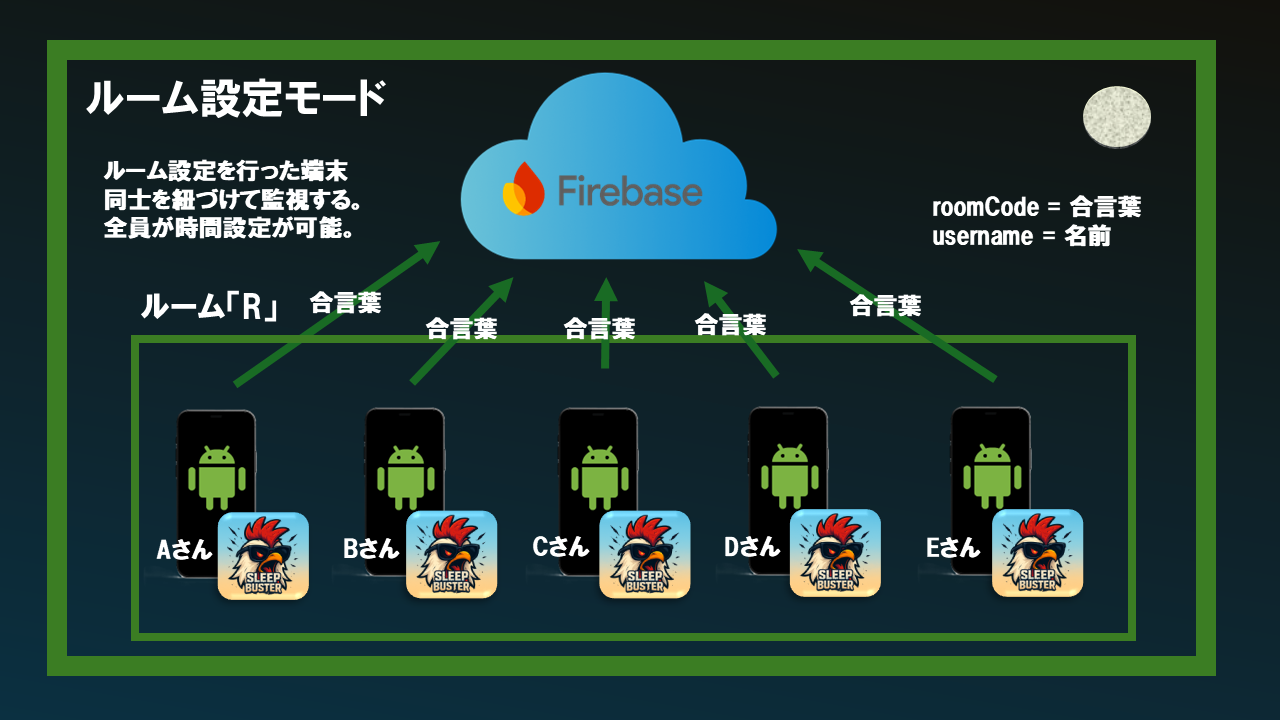 ルーム設定モード
ルーム設定を行った端末
同士を紐づけて監視する。
全員が時間設定が可能。
Firebase
roomCode = 合言葉
username = 名前
ルーム「R」
合言葉
合言葉
合言葉
合言葉
合言葉
Aさん
SLEEP
BUSTER
Bさん
SLEEP
BUSTER
Cさん
SLEEP
BUSTER
Dさん
SLEEP
BUSTER
Eさん
SLEEP
BUSTER